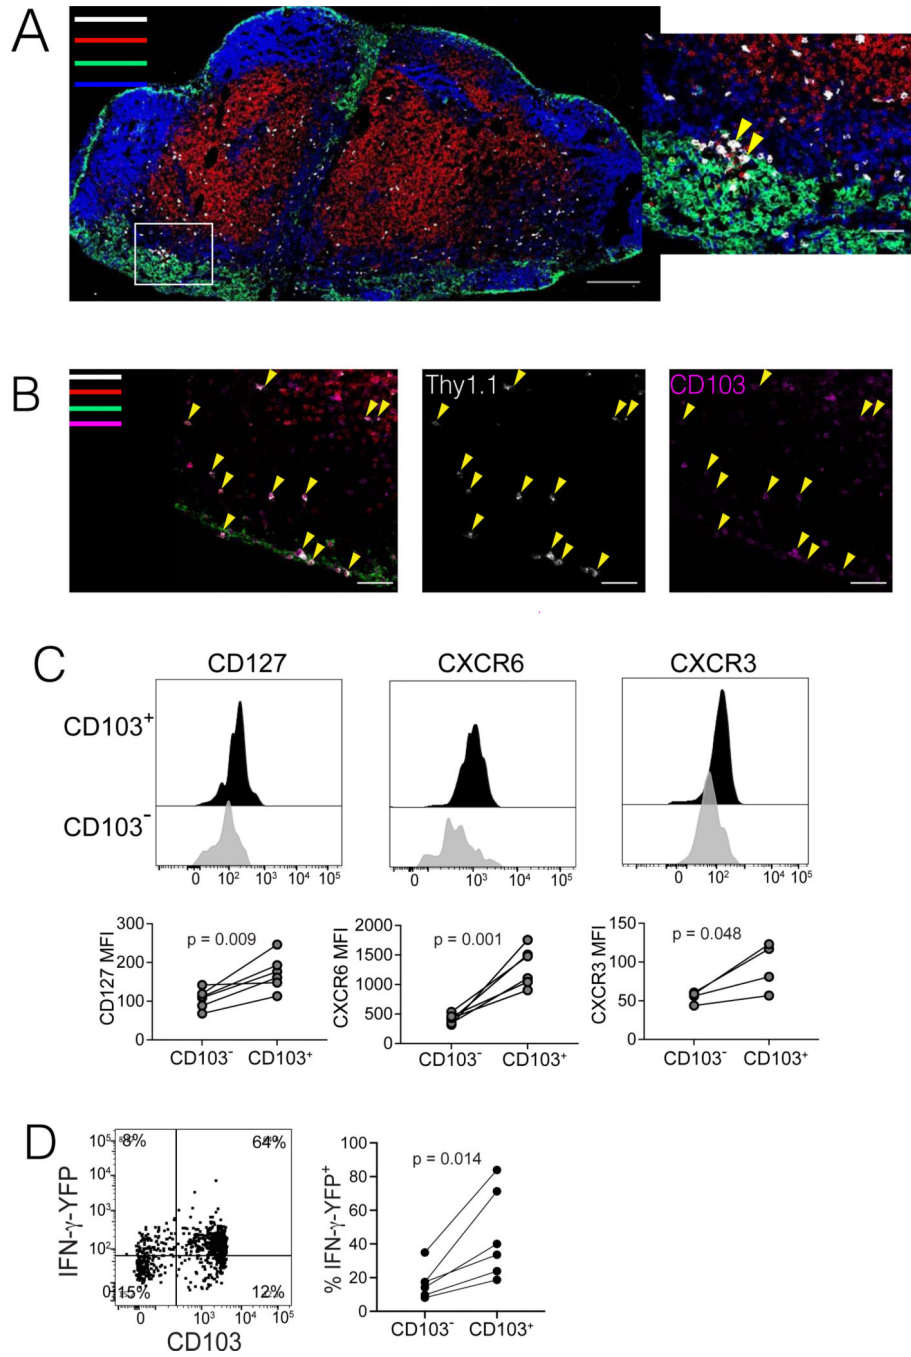 A
B
Thy1.1
CD103
C
CD127
CXCR6
CXCR3
CD103+
CD103-
0 10² 10³ 10⁴ 10⁵
0 10³ 10⁴ 10⁵
0 10² 10³ 10⁴ 10⁵
CD127 MFI
300
200
100
0
p = 0.009
CD103- CD103+
CXCR6 MFI
2000
1500
1000
500
0
p = 0.001
CD103- CD103+
CXCR3 MFI
150
100
50
0
p = 0.048
CD103- CD103+
D
IFN-γ-YFP
10⁵
10⁴
10³
10²
0
8%
64%
15%
12%
10³ 10⁴ 10⁵
CD103
% IFN-γ-YFP+
100
80
60
40
20
0
p = 0.014
CD103- CD103+